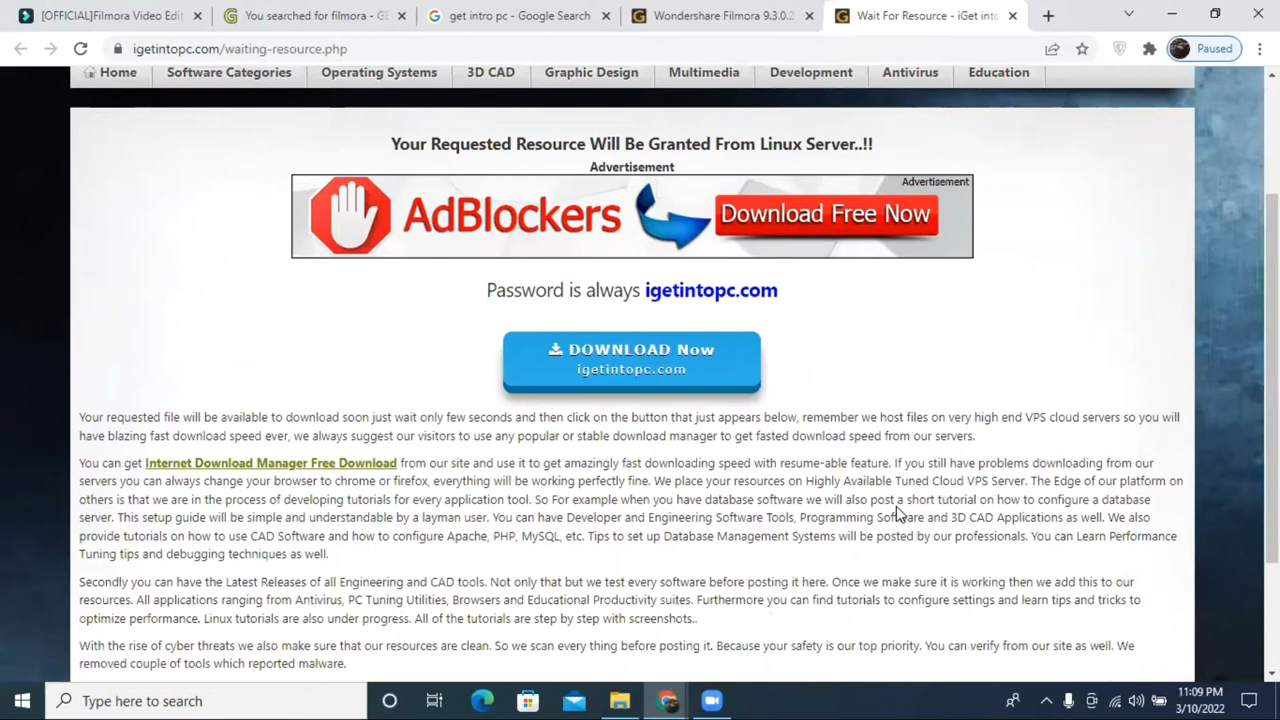 [OFFICIAL]Filmora Video Edit
You searched for filmora - GE
get intro pc - Google Search
Wondershare Filmora 9.3.0.2
Wait For Resource - iGet into
igetintopc.com/waiting-resource.php
Paused
Home
Software Categories
Operating Systems
3D CAD
Graphic Design
Multimedia
Development
Antivirus
Education
Your Requested Resource Will Be Granted From Linux Server..!!
Advertisement
Advertisement
AdBlockers
Download Free Now
Password is always igetintopc.com
DOWNLOAD Now
igetintopc.com
Your requested file will be available to download soon just wait only few seconds and then click on the button that just appears below, remember we host files on very high end VPS cloud servers so you will
have blazing fast download speed ever, we always suggest our visitors to use any popular or stable download manager to get fasted download speed from our servers.
You can get Internet Download Manager Free Download from our site and use it to get amazingly fast downloading speed with resume-able feature. If you still have problems downloading from our
servers you can always change your browser to chrome or firefox, everything will be working perfectly fine. We place your resources on Highly Available Tuned Cloud VPS Server. The Edge of our platform on
others is that we are in the process of developing tutorials for every application tool. So For example when you have database software we will also post a short tutorial on how to configure a database
server. This setup guide will be simple and understandable by a layman user. You can have Developer and Engineering Software Tools, Programming Software and 3D CAD Applications as well. We also
provide tutorials on how to use CAD Software and how to configure Apache, PHP, MySQL, etc. Tips to set up Database Management Systems will be posted by our professionals. You can Learn Performance
Tuning tips and debugging techniques as well.
Secondly you can have the Latest Releases of all Engineering and CAD tools. Not only that but we test every software before posting it here. Once we make sure it is working then we add this to our
resources. All applications ranging from Antivirus, PC Tuning Utilities, Browsers and Educational Productivity suites. Furthermore you can find tutorials to configure settings and learn tips and tricks to
optimize performance. Linux tutorials are also under progress. All of the tutorials are step by step with screenshots..
With the rise of cyber threats we also make sure that our resources are clean. So we scan every thing before posting it. Because your safety is our top priority. You can verify from our site as well. We
removed couple of tools which reported malware.
Type here to search
11:09 PM
3/10/2022